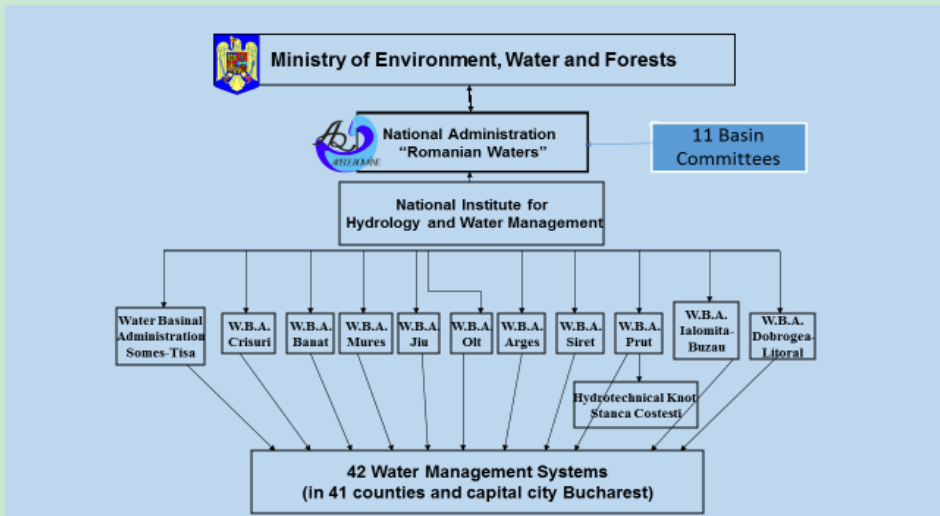 Ministry of Environment, Water and Forests
National Administration
“Romanian Waters”
11 Basin
Committees
National Institute for
Hydrology and Water Management
Water Basinal
Administration
Somes-Tisa
W.B.A.
Crisuri
W.B.A.
Banat
W.B.A.
Mures
W.B.A.
Jiu
W.B.A.
Olt
W.B.A.
Arges
W.B.A.
Siret
W.B.A.
Prut
W.B.A.
Ialomita-
Buzau
W.B.A.
Dobrogea-
Litoral
Hydrotechnical Knot
Stanca Costesti
42 Water Management Systems
(in 41 counties and capital city Bucharest)